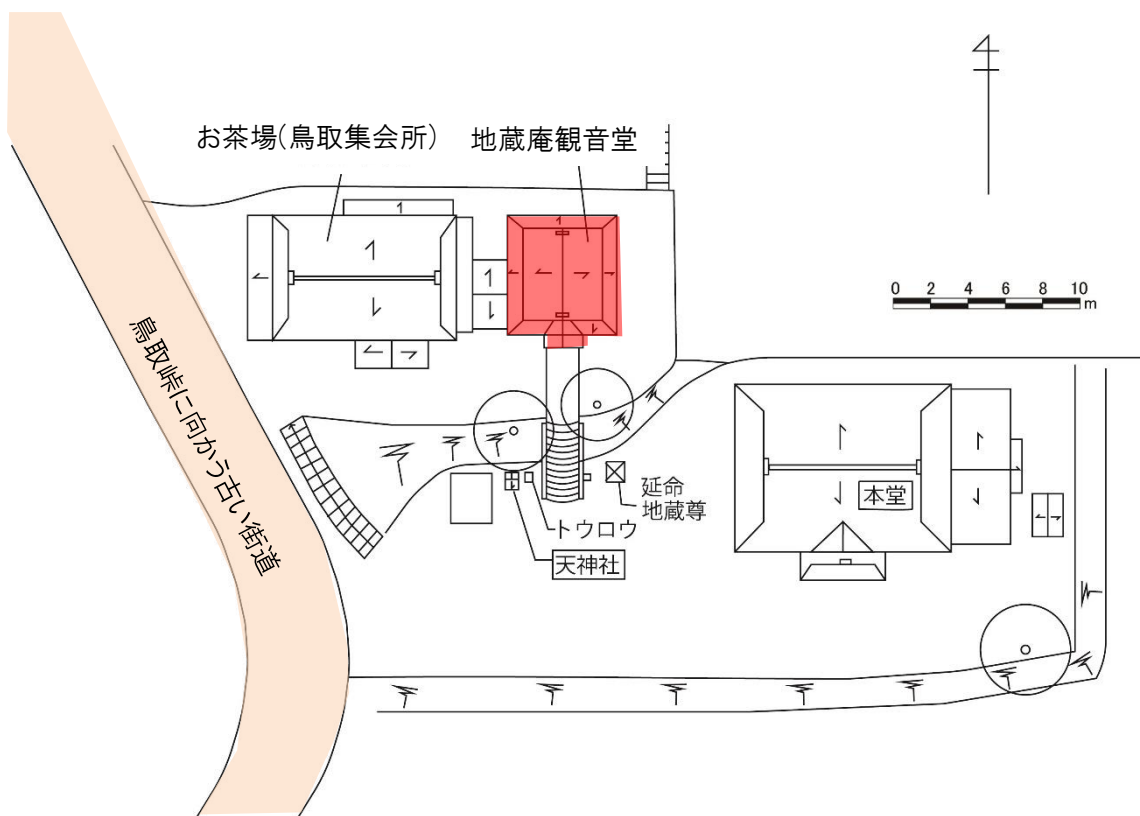 お茶場(鳥取集会所)
地蔵庵観音堂
0 2 4 6 8 10
m
鳥取峠に向かう古い街道
延命
地蔵尊
本堂
トウロウ
天神社